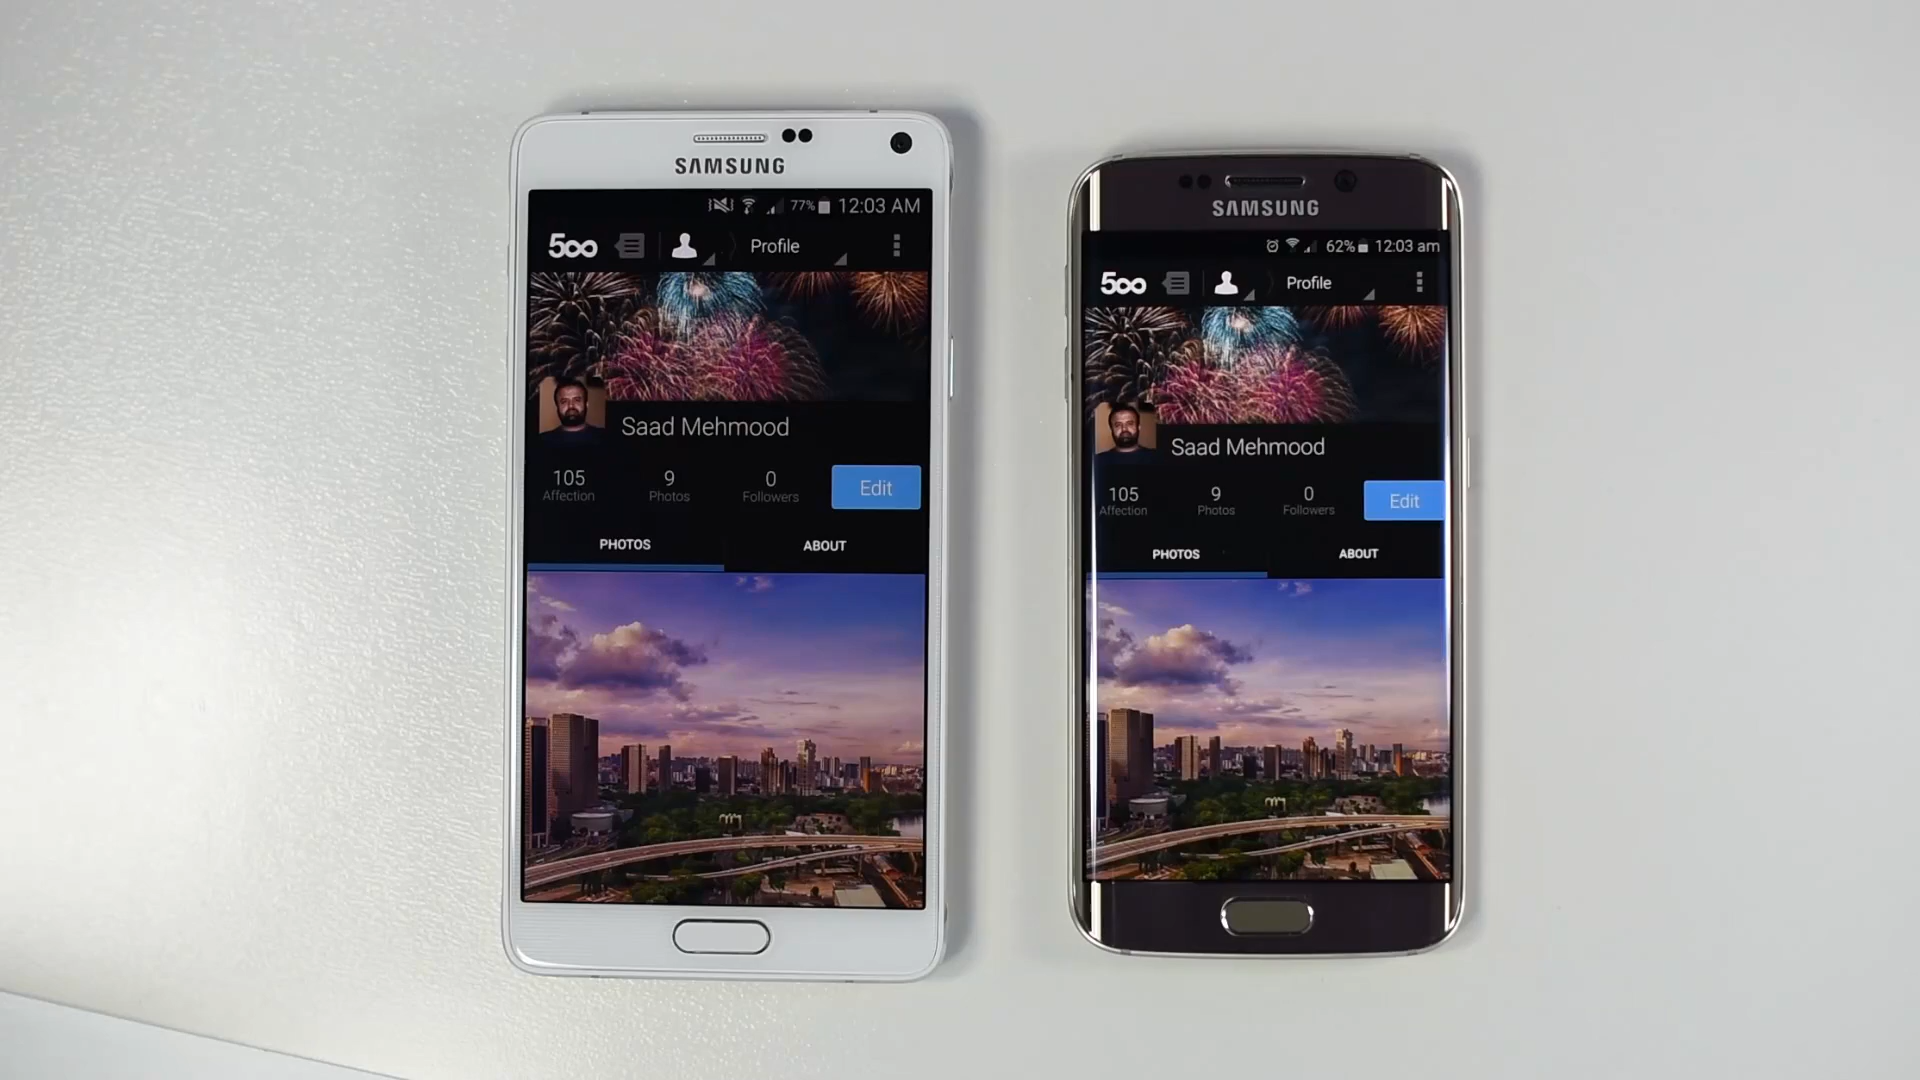 SAMSUNG
77% 12:03 AM
500 Profile
Saad Mehmood
105 9 0
Affection Photos Followers
Edit
PHOTOS ABOUT
SAMSUNG
62% 12:03 am
500 Profile
Saad Mehmood
105 9 0
Affection Photos Followers
Edit
PHOTOS ABOUT